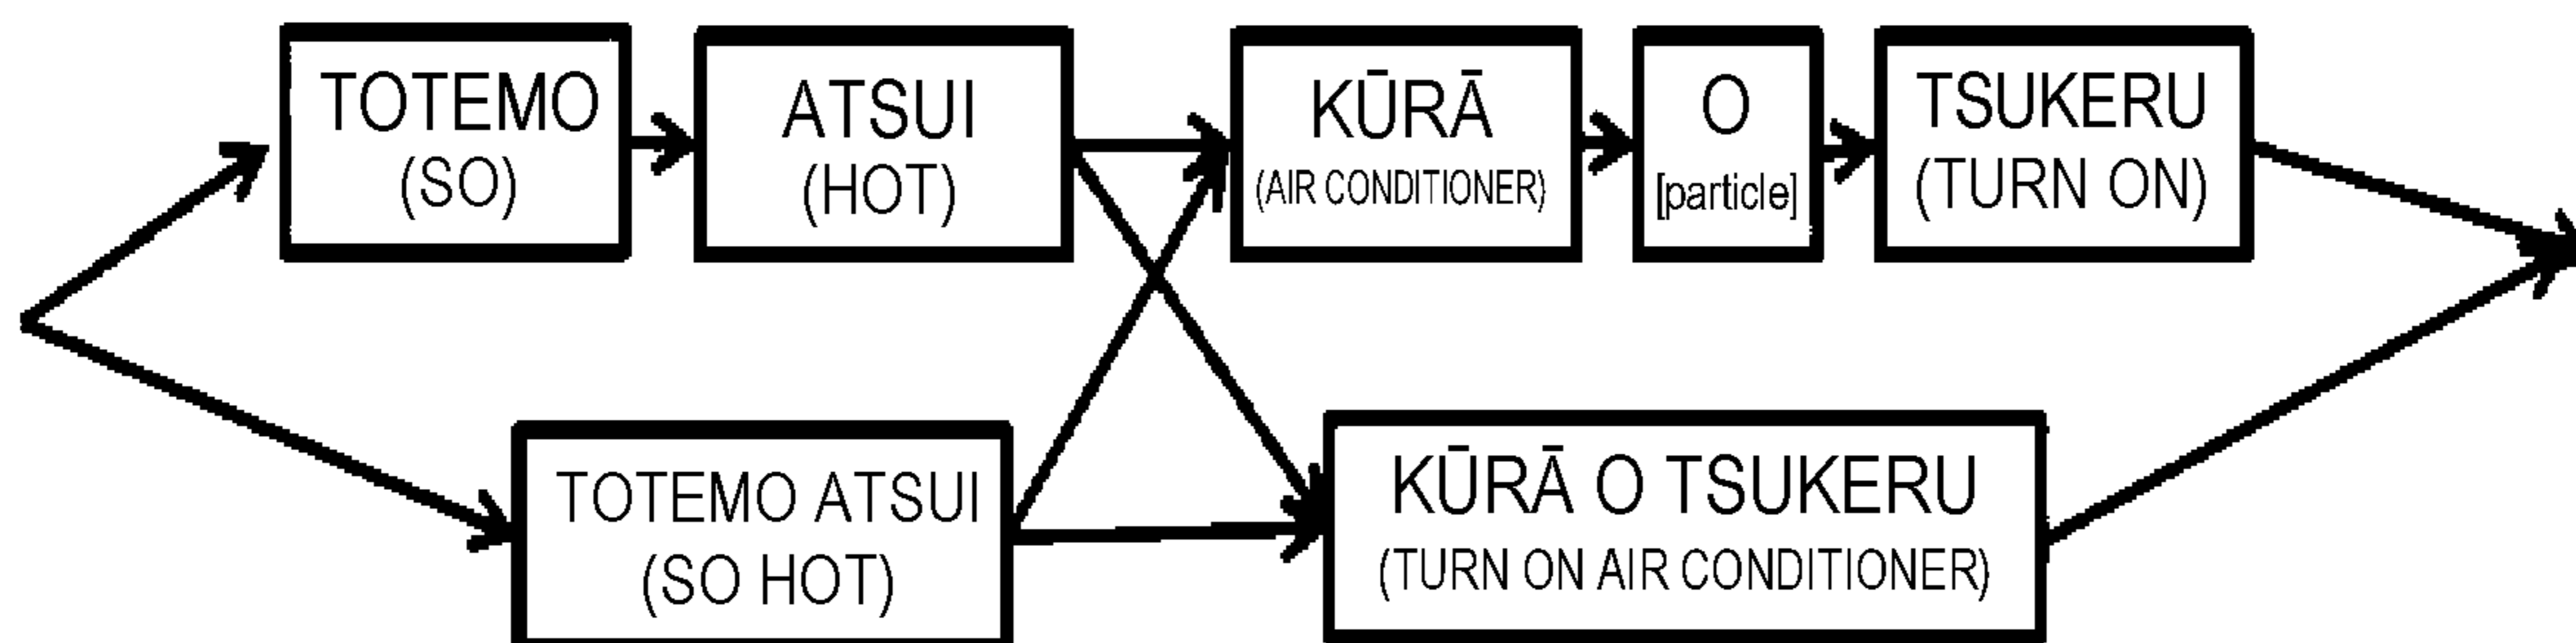 TOTEMO
(SO)
ATSUI
(HOT)
KŪRĀ
(AIR CONDITIONER)
O
[particle]
TSUKERU
(TURN ON)
TOTEMO ATSUI
(SO HOT)
KŪRĀ O TSUKERU
(TURN ON AIR CONDITIONER)